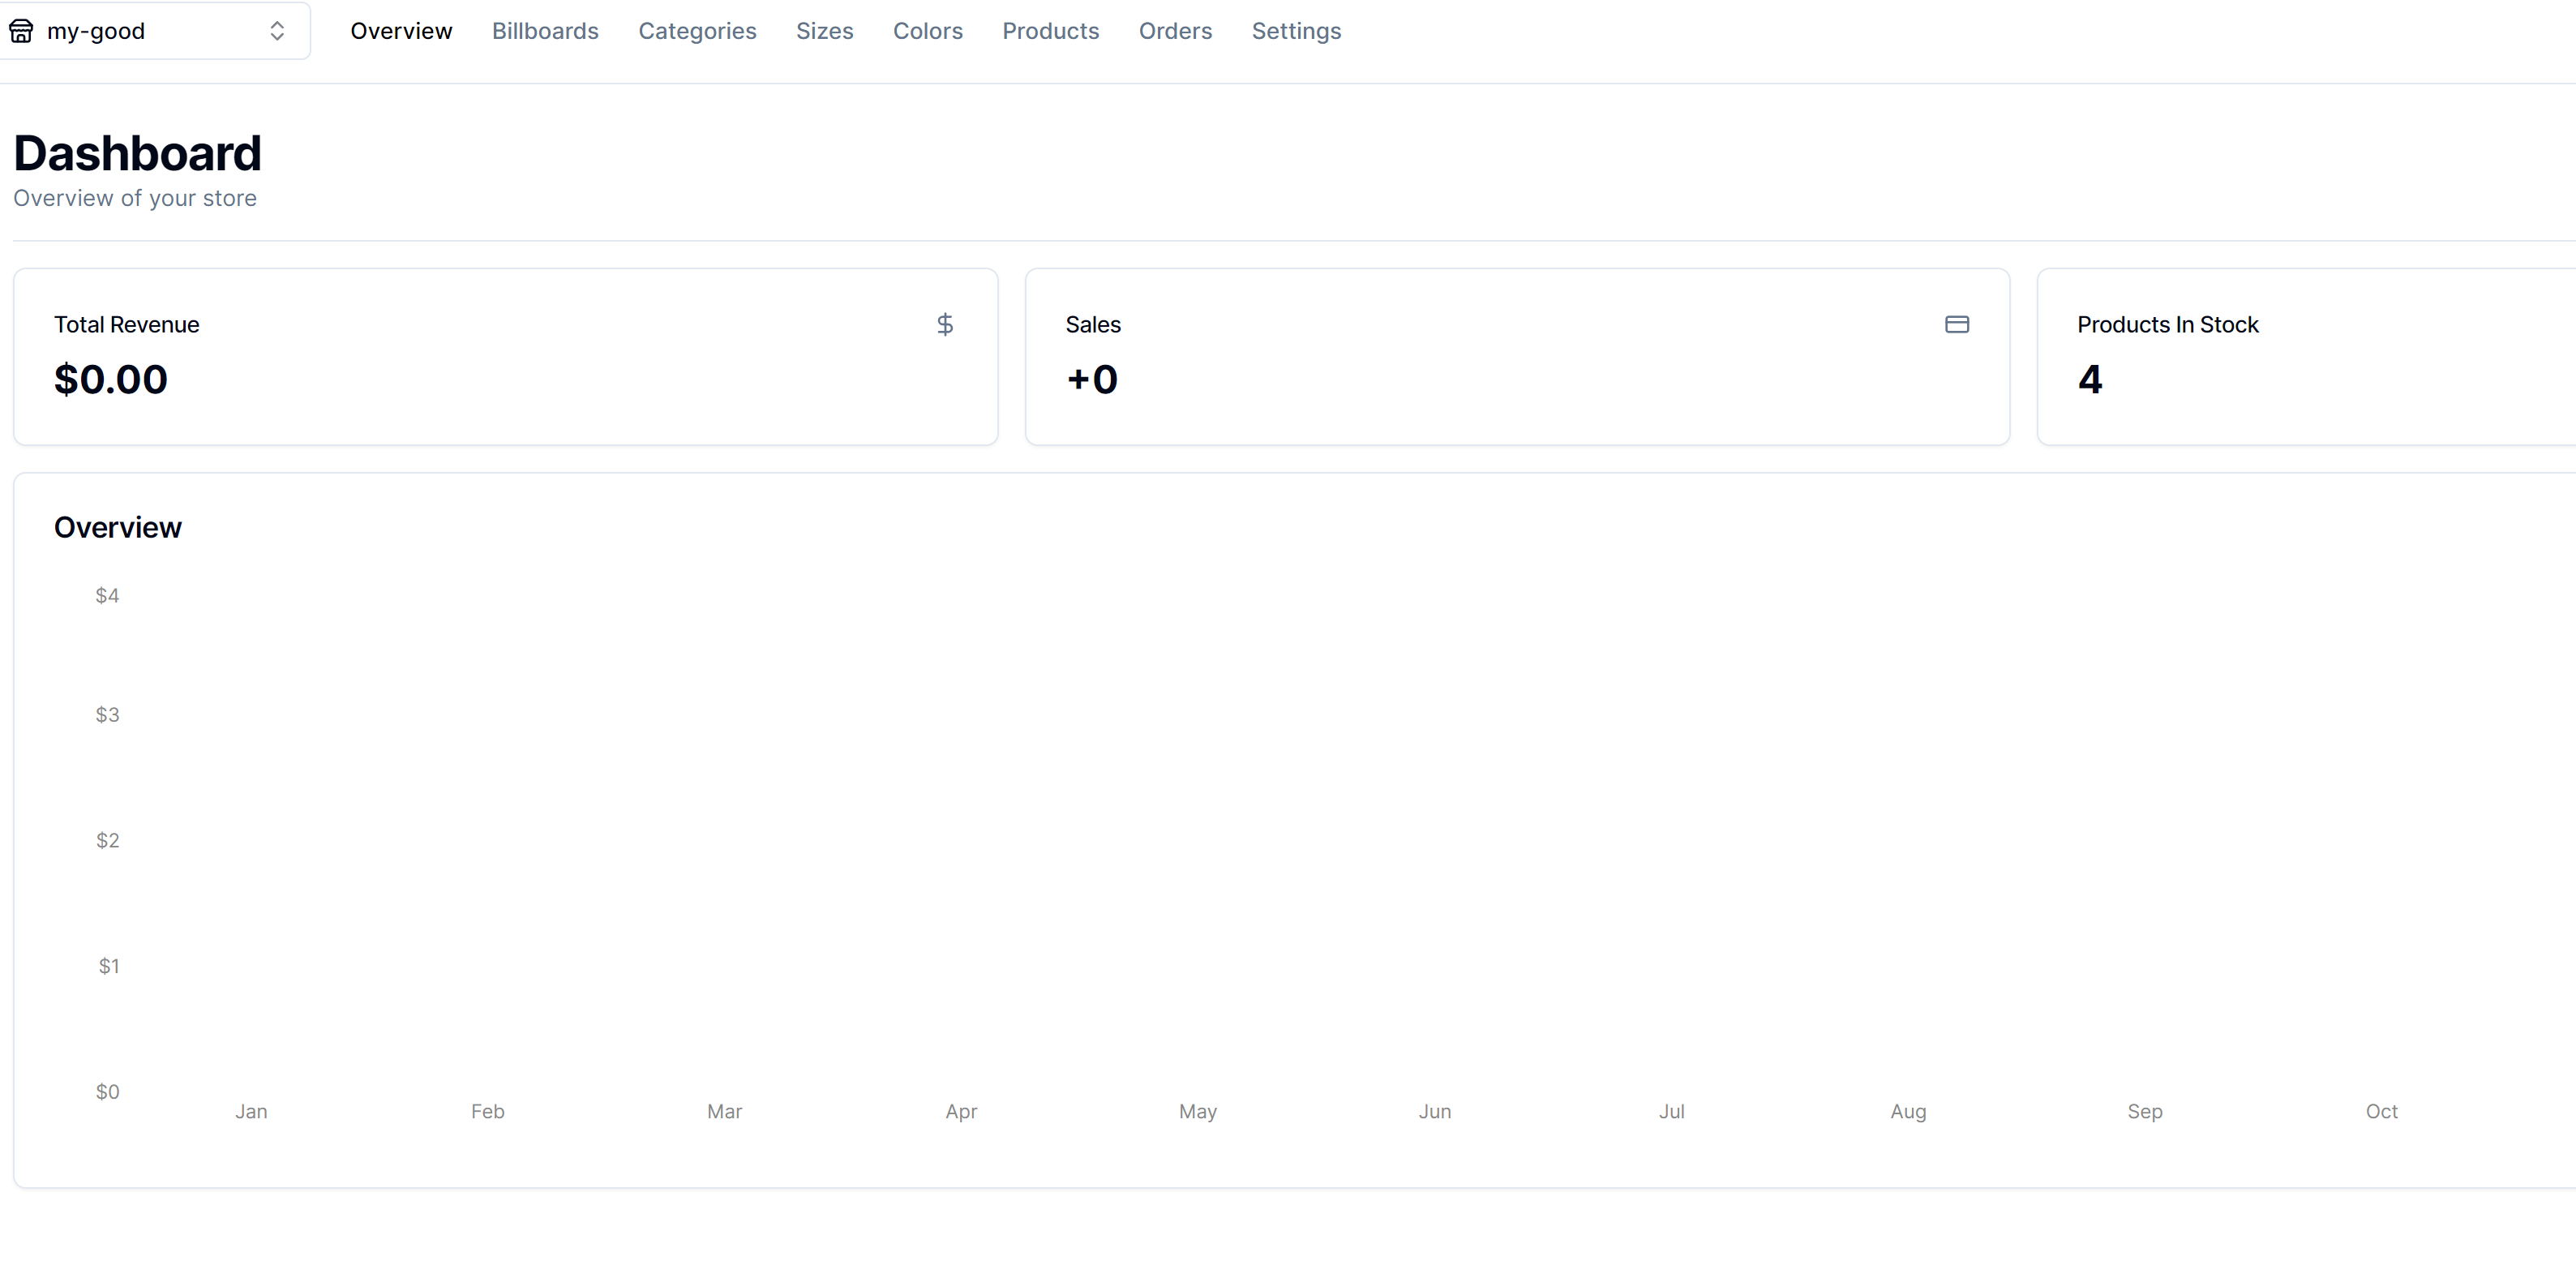 my-good Overview Billboards Categories Sizes Colors Products Orders Settings
Dashboard
Overview of your store
Total Revenue
$0.00
Sales
+0
Products In Stock
4
Overview
$4
$3
$2
$1
$0
Jan Feb Mar Apr May Jun Jul Aug Sep Oct